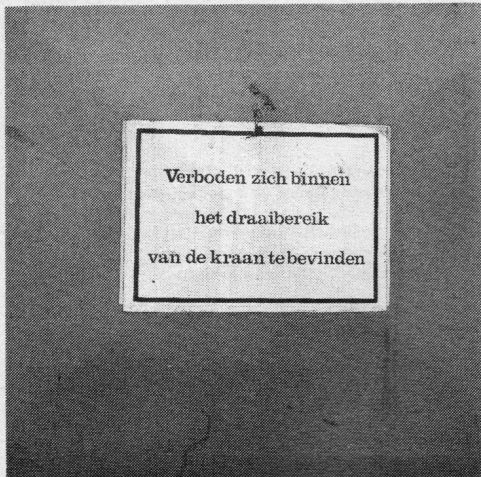 Verboden zich binnen
het draaibereik
van de kraan te bevinden